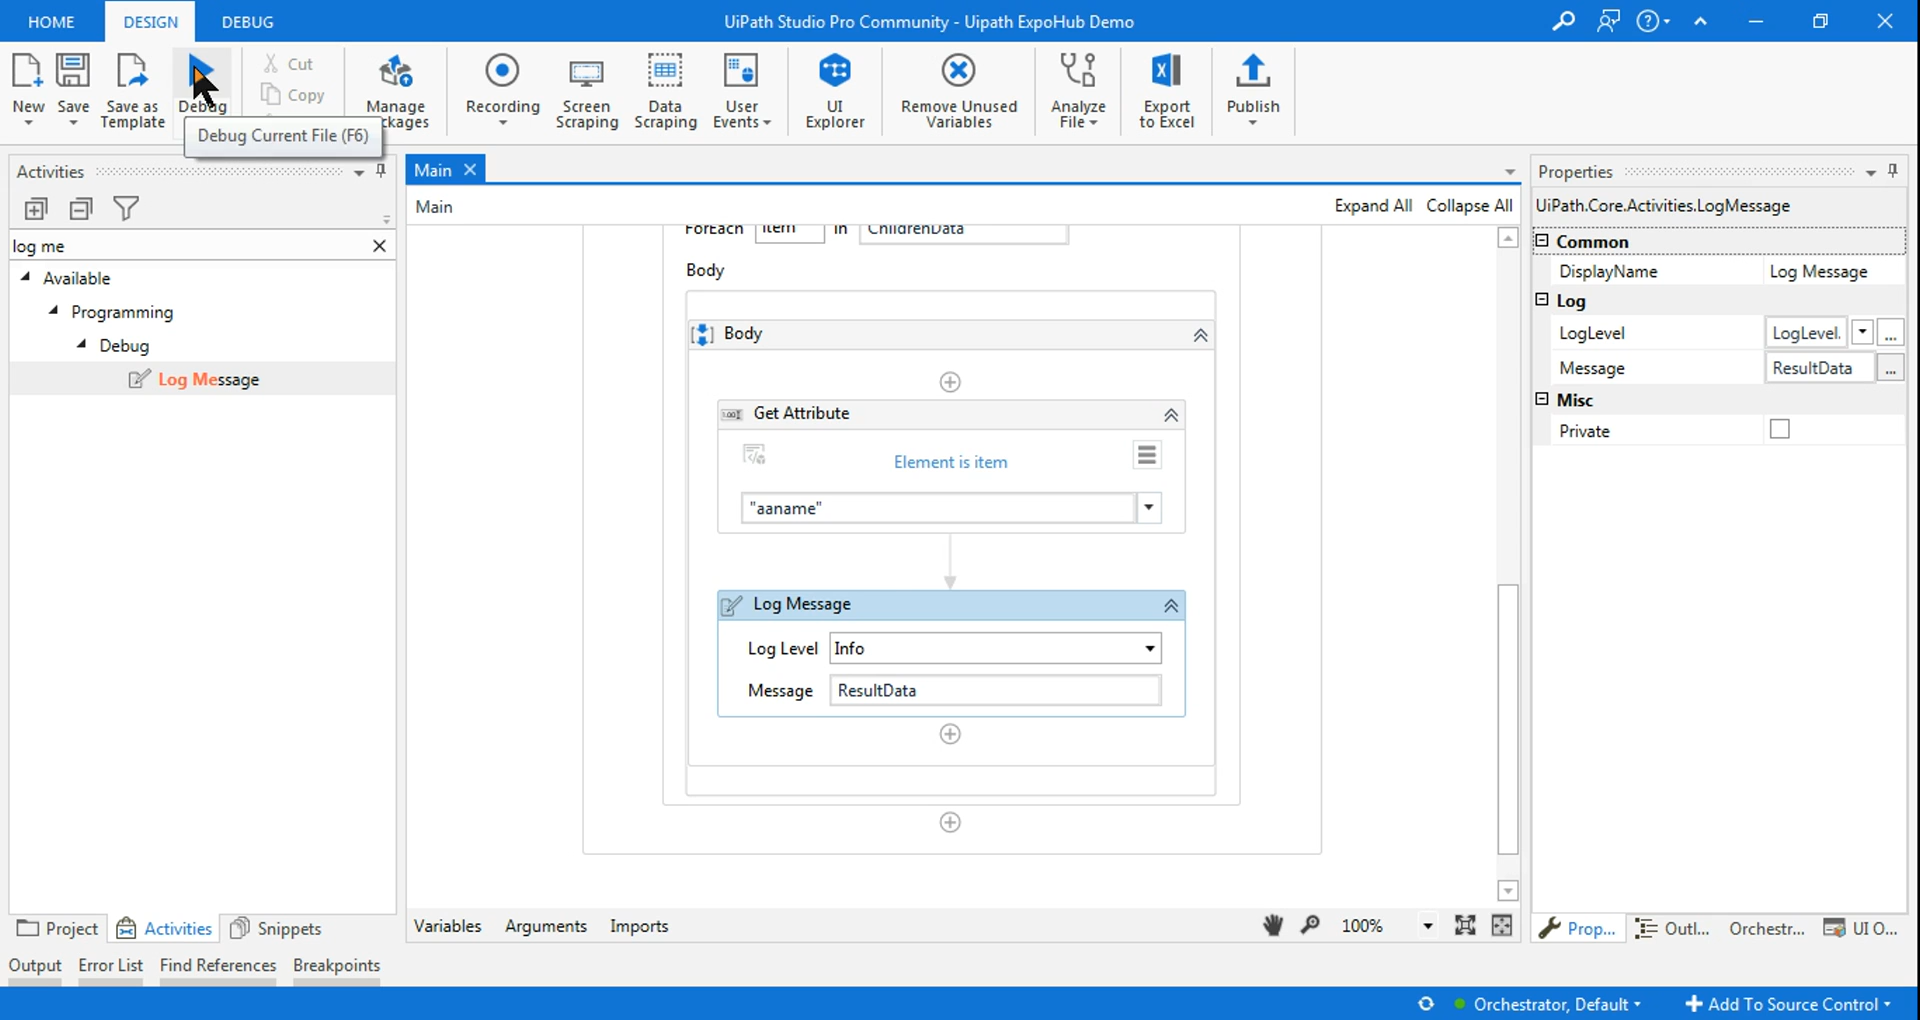 HOME DESIGN DEBUG UiPath Studio Pro Community - Uipath ExpoHub Demo
New Save Save as Template Debug Cut Copy Manage ckages Recording Screen Scraping Data Scraping User Events UI Explorer Remove Unused Variables Analyze File Export to Excel Publish
Debug Current File (F6)
Activities
log me
Available
Programming
Debug
Log Message
Main
Main Expand All Collapse All
ForEach item in ChildrenData
Body
Body
Get Attribute
Element is item
"aaname"
Log Message
Log Level Info
Message ResultData
Properties
UiPath.Core.Activities.LogMessage
Common
DisplayName Log Message
Log
LogLevel LogLevel. ...
Message ResultData ...
Misc
Private
Project Activities Snippets
Variables Arguments Imports 100%
Prop... Outl... Orchestr... UI O...
Output Error List Find References Breakpoints
Orchestrator, Default Add To Source Control